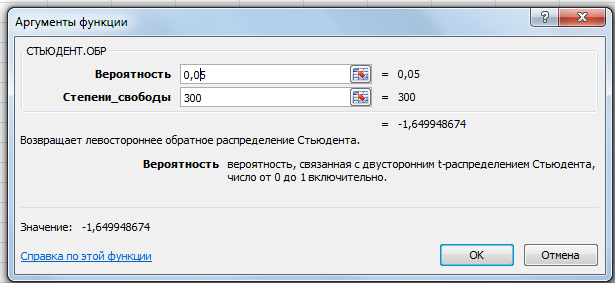 Аргументы функции
СТЬЮДЕНТ.ОБР
Вероятность 0,05 = 0,05
Степени_свободы 300 = 300
= -1,649948674
Возвращает левостороннее обратное распределение Стьюдента.
Вероятность вероятность, связанная с двусторонним t-распределением Стьюдента,
число от 0 до 1 включительно.
Значение: -1,649948674
Справка по этой функции ОК Отмена